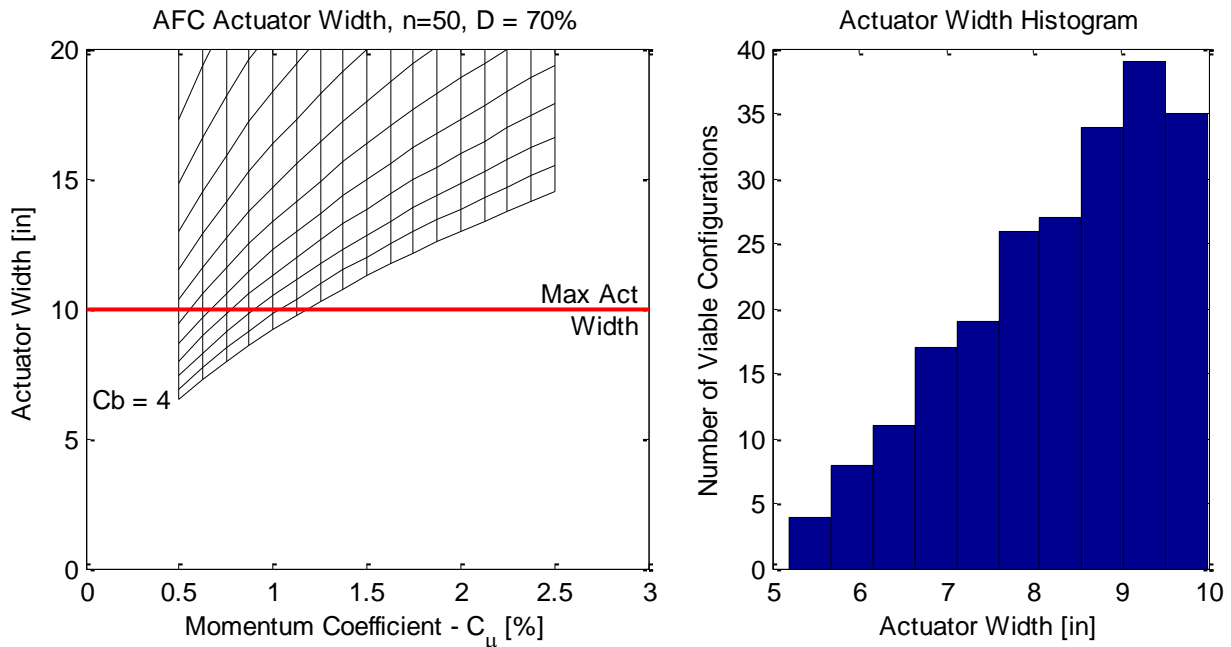 AFC Actuator Width, n=50, D = 70%
20
15
10
5
0
Actuator Width [in]
Max Act
Width
Cb = 4
0 0.5 1 1.5 2 2.5 3
Momentum Coefficient - Cμ [%]
Actuator Width Histogram
40
35
30
25
20
15
10
5
0
Number of Viable Configurations
5 6 7 8 9 10
Actuator Width [in]